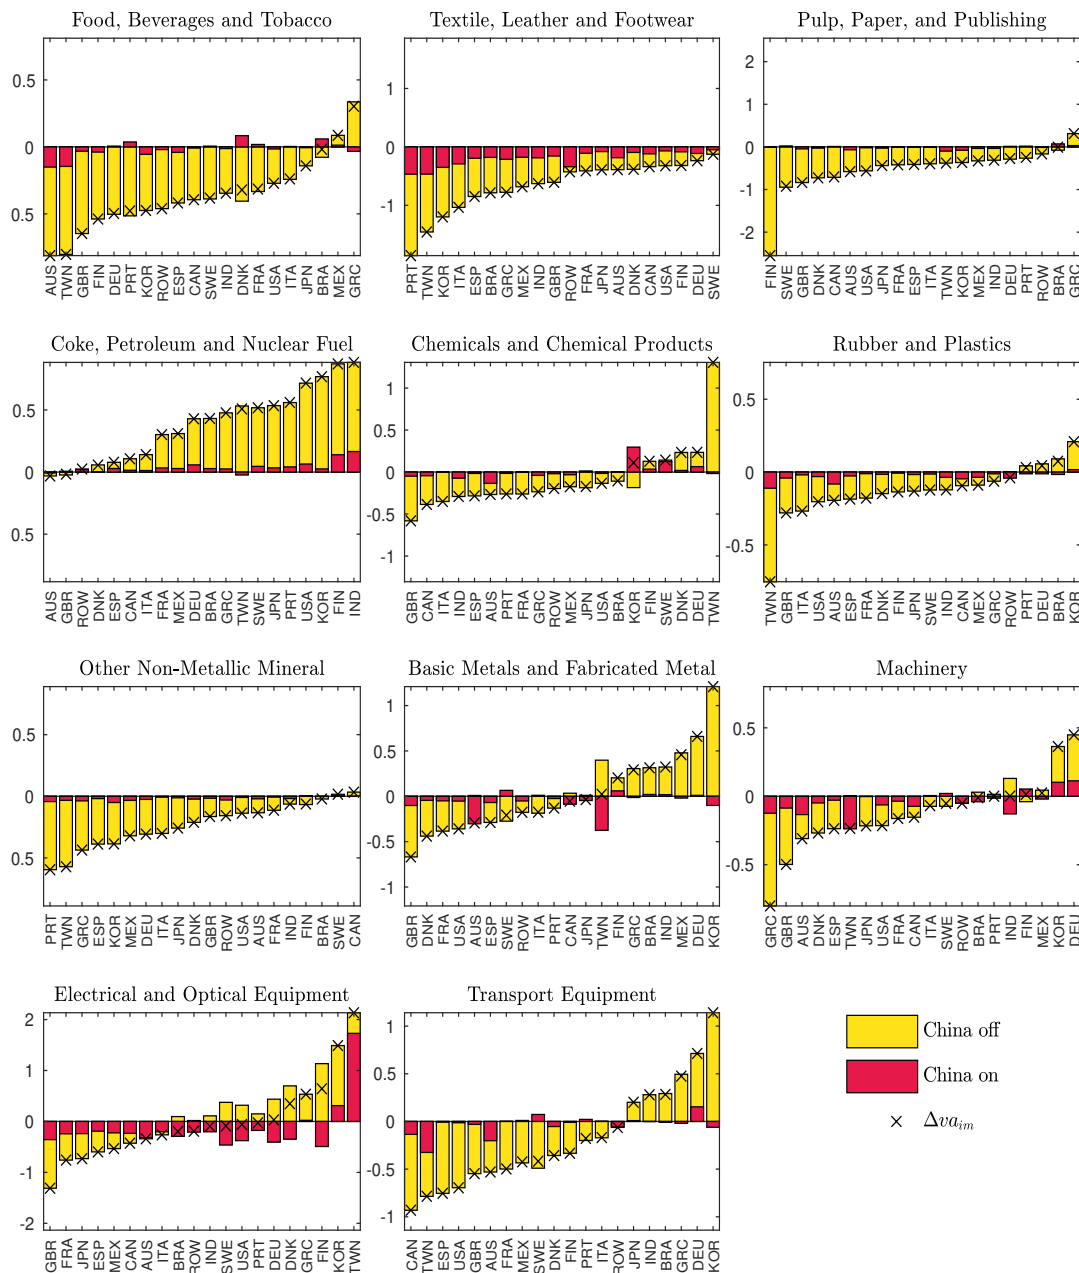 Food, Beverages and Tobacco
0.5
0
0.5
AUS TWN GBR FIN DEU PRT KOR ROW ESP CAN SWE IND DNK FRA USA ITA JPN BRA MEX GRC
Textile, Leather and Footwear
1
0
-1
PRT TWN KOR ITA ESP BRA GRC MEX IND GBR ROW FRA JPN AUS DNK CAN USA FIN DEU SWE
Pulp, Paper, and Publishing
2
1
0
-1
-2
FIN SWE GBR DNK CAN AUS USA JPN FRA ESP ITA TWN KOR MEX IND DEU PRT ROW BRA GRC
Coke, Petroleum and Nuclear Fuel
0.5
0
0.5
AUS GBR ROW DNK ESP CAN ITA FRA MEX DEU BRA GRC TWN SWE JPN PRT USA KOR FIN IND
Chemicals and Chemical Products
1
0.5
0
-0.5
-1
GBR CAN ITA IND ESP AUS PRT FRA GRC ROW MEX JPN USA BRA KOR FIN SWE DNK DEU TWN
Rubber and Plastics
0.5
0
-0.5
TWN GBR ITA USA AUS ESP FRA DNK FIN JPN SWE IND CAN MEX GRC ROW PRT DEU BRA KOR
Other Non-Metallic Mineral
0.5
0
0.5
PRT TWN GRC ESP KOR MEX DEU ITA JPN DNK GBR ROW USA AUS FRA IND FIN BRA SWE CAN
Basic Metals and Fabricated Metal
1
0.5
0
-0.5
-1
GBR DNK FRA USA AUS ESP SWE ROW ITA PRT CAN JPN TWN FIN GRC BRA IND MEX DEU KOR
Machinery
0.5
0
-0.5
GRC GBR AUS DNK ESP TWN JPN USA FRA CAN ITA SWE ROW BRA PRT IND FIN MEX KOR DEU
Electrical and Optical Equipment
2
1
0
-1
-2
GBR FRA JPN ESP MEX CAN AUS ITA BRA ROW IND SWE USA PRT DEU DNK GRC FIN KOR TWN
Transport Equipment
1
0.5
0
-0.5
-1
CAN TWN ESP USA GBR AUS FRA MEX SWE DNK FIN PRT ITA ROW JPN IND BRA GRC DEU KOR
China off
China on
× Δva_im